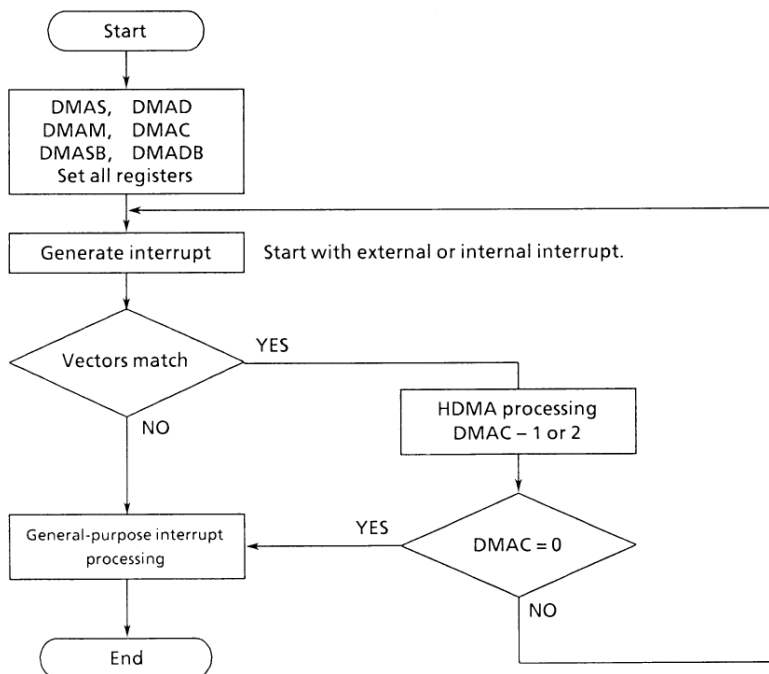 Start
DMAS, DMAD
DMAM, DMAC
DMASB, DMADB
Set all registers
Generate interrupt
Start with external or internal interrupt.
Vectors match
YES
NO
HDMA processing
DMAC – 1 or 2
General-purpose interrupt
processing
YES
DMAC = 0
NO
End